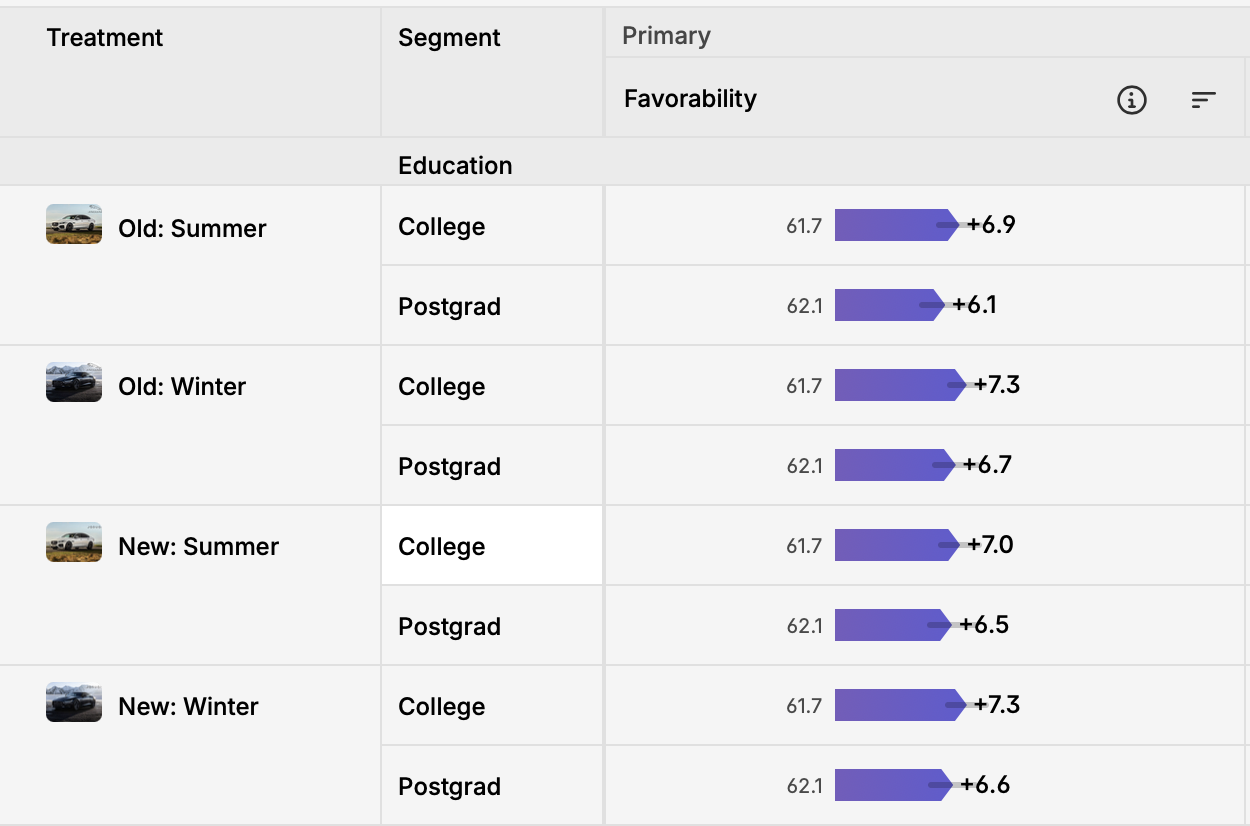 Treatment
Segment
Primary
Favorability
Education
Old: Summer
College
61.7
+6.9
Postgrad
62.1
+6.1
Old: Winter
College
61.7
+7.3
Postgrad
62.1
+6.7
New: Summer
College
61.7
+7.0
Postgrad
62.1
+6.5
New: Winter
College
61.7
+7.3
Postgrad
62.1
+6.6